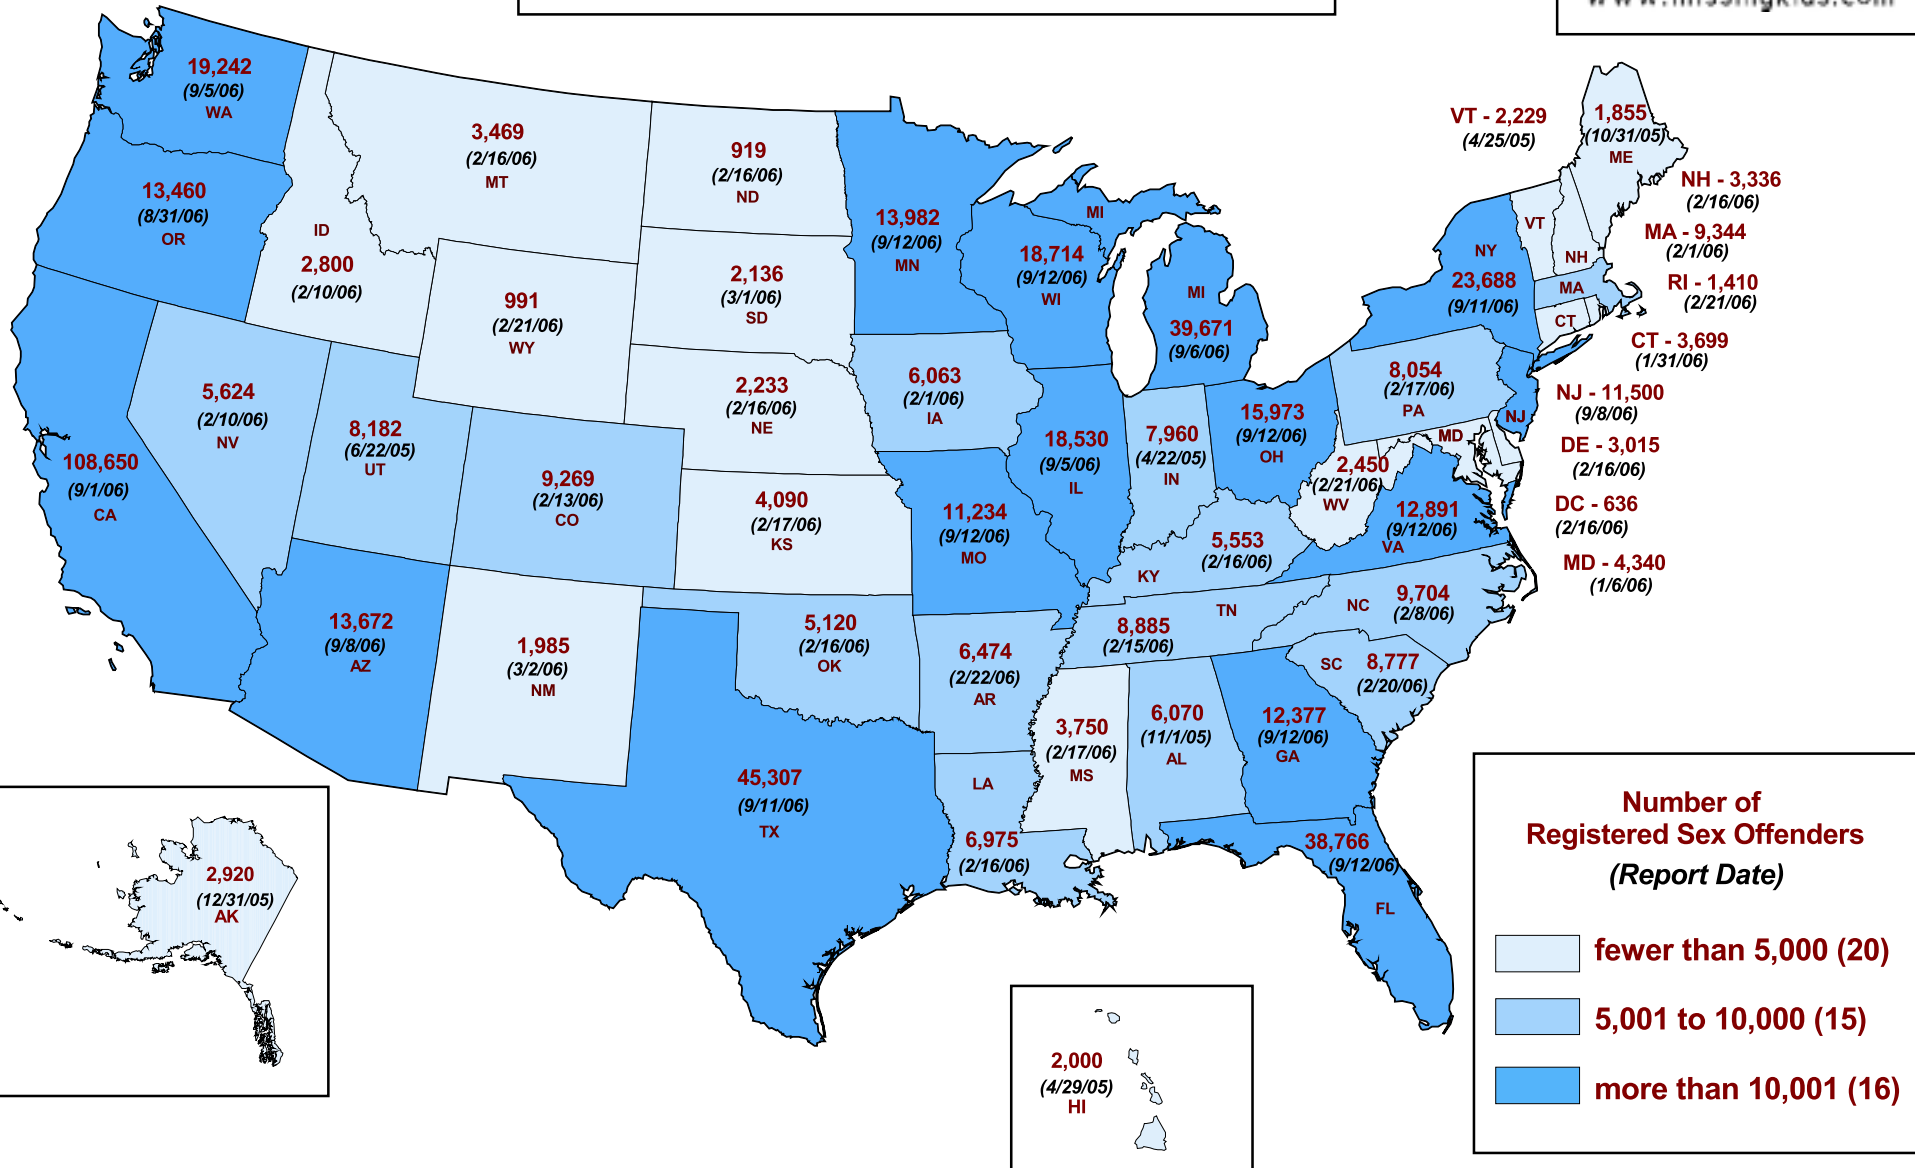 www.missingkids.com
19,242
(9/5/06)
WA
13,460
(8/31/06)
OR
ID
2,800
(2/10/06)
3,469
(2/16/06)
MT
919
(2/16/06)
ND
13,982
(9/12/06)
MN
18,714
(9/12/06)
WI
MI
MI
39,671
(9/6/06)
NY
23,688
(9/11/06)
VT
NH
MA
CT
VT - 2,229
(4/25/05)
1,855
(10/31/05)
ME
NH - 3,336
(2/16/06)
MA - 9,344
(2/1/06)
RI - 1,410
(2/21/06)
CT - 3,699
(1/31/06)
NJ - 11,500
(9/8/06)
DE - 3,015
(2/16/06)
DC - 636
(2/16/06)
MD - 4,340
(1/6/06)
991
(2/21/06)
WY
2,136
(3/1/06)
SD
2,233
(2/16/06)
NE
6,063
(2/1/06)
IA
8,054
(2/17/06)
PA
NJ
MD
108,650
(9/1/06)
CA
5,624
(2/10/06)
NV
8,182
(6/22/05)
UT
9,269
(2/13/06)
CO
4,090
(2/17/06)
KS
11,234
(9/12/06)
MO
18,530
(9/5/06)
IL
7,960
(4/22/05)
IN
15,973
(9/12/06)
OH
2,450
(2/21/06)
WV
12,891
(9/12/06)
VA
5,553
(2/16/06)
KY
13,672
(9/8/06)
AZ
1,985
(3/2/06)
NM
5,120
(2/16/06)
OK
6,474
(2/22/06)
AR
TN
8,885
(2/15/06)
NC
9,704
(2/8/06)
SC
8,777
(2/20/06)
45,307
(9/11/06)
TX
LA
6,975
(2/16/06)
3,750
(2/17/06)
MS
6,070
(11/1/05)
AL
12,377
(9/12/06)
GA
38,766
(9/12/06)
FL
2,920
(12/31/05)
AK
2,000
(4/29/05)
HI
Number of
Registered Sex Offenders
(Report Date)
fewer than 5,000 (20)
5,001 to 10,000 (15)
more than 10,001 (16)